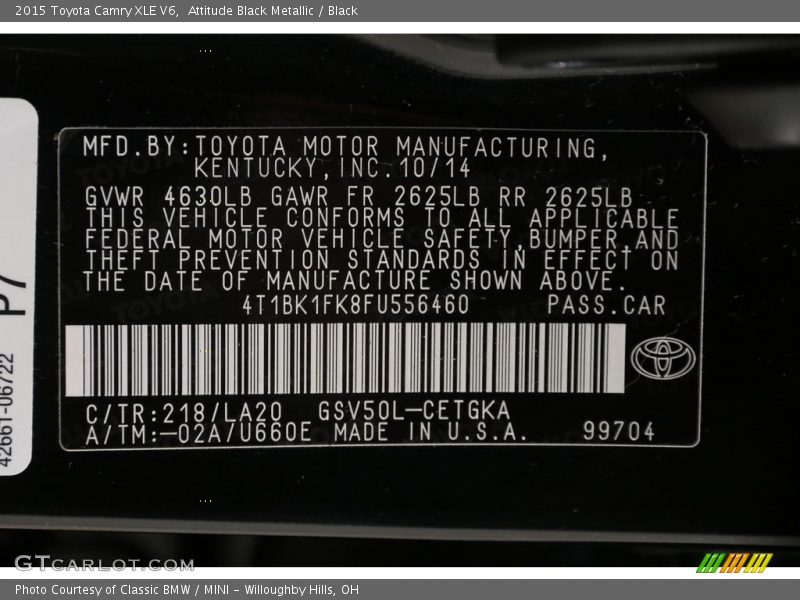 2015 Toyota Camry XLE V6, Attitude Black Metallic / Black
MFD.BY:TOYOTA MOTOR MANUFACTURING,
KENTUCKY,INC.10/14
GVWR 4630LB GAWR FR 2625LB RR 2625LB
THIS VEHICLE CONFORMS TO ALL APPLICABLE
FEDERAL MOTOR VEHICLE SAFETY,BUMPER,AND
THEFT PREVENTION STANDARDS IN EFFECT ON
THE DATE OF MANUFACTURE SHOWN ABOVE.
4T1BK1FK8FU556460 PASS.CAR
C/TR:218/LA20 GSV50L-CETGKA
A/TM:-02A/U660E MADE IN U.S.A. 99704
P7
42661-06722
GTCARLOT.COM
Photo Courtesy of Classic BMW / MINI - Willoughby Hills, OH